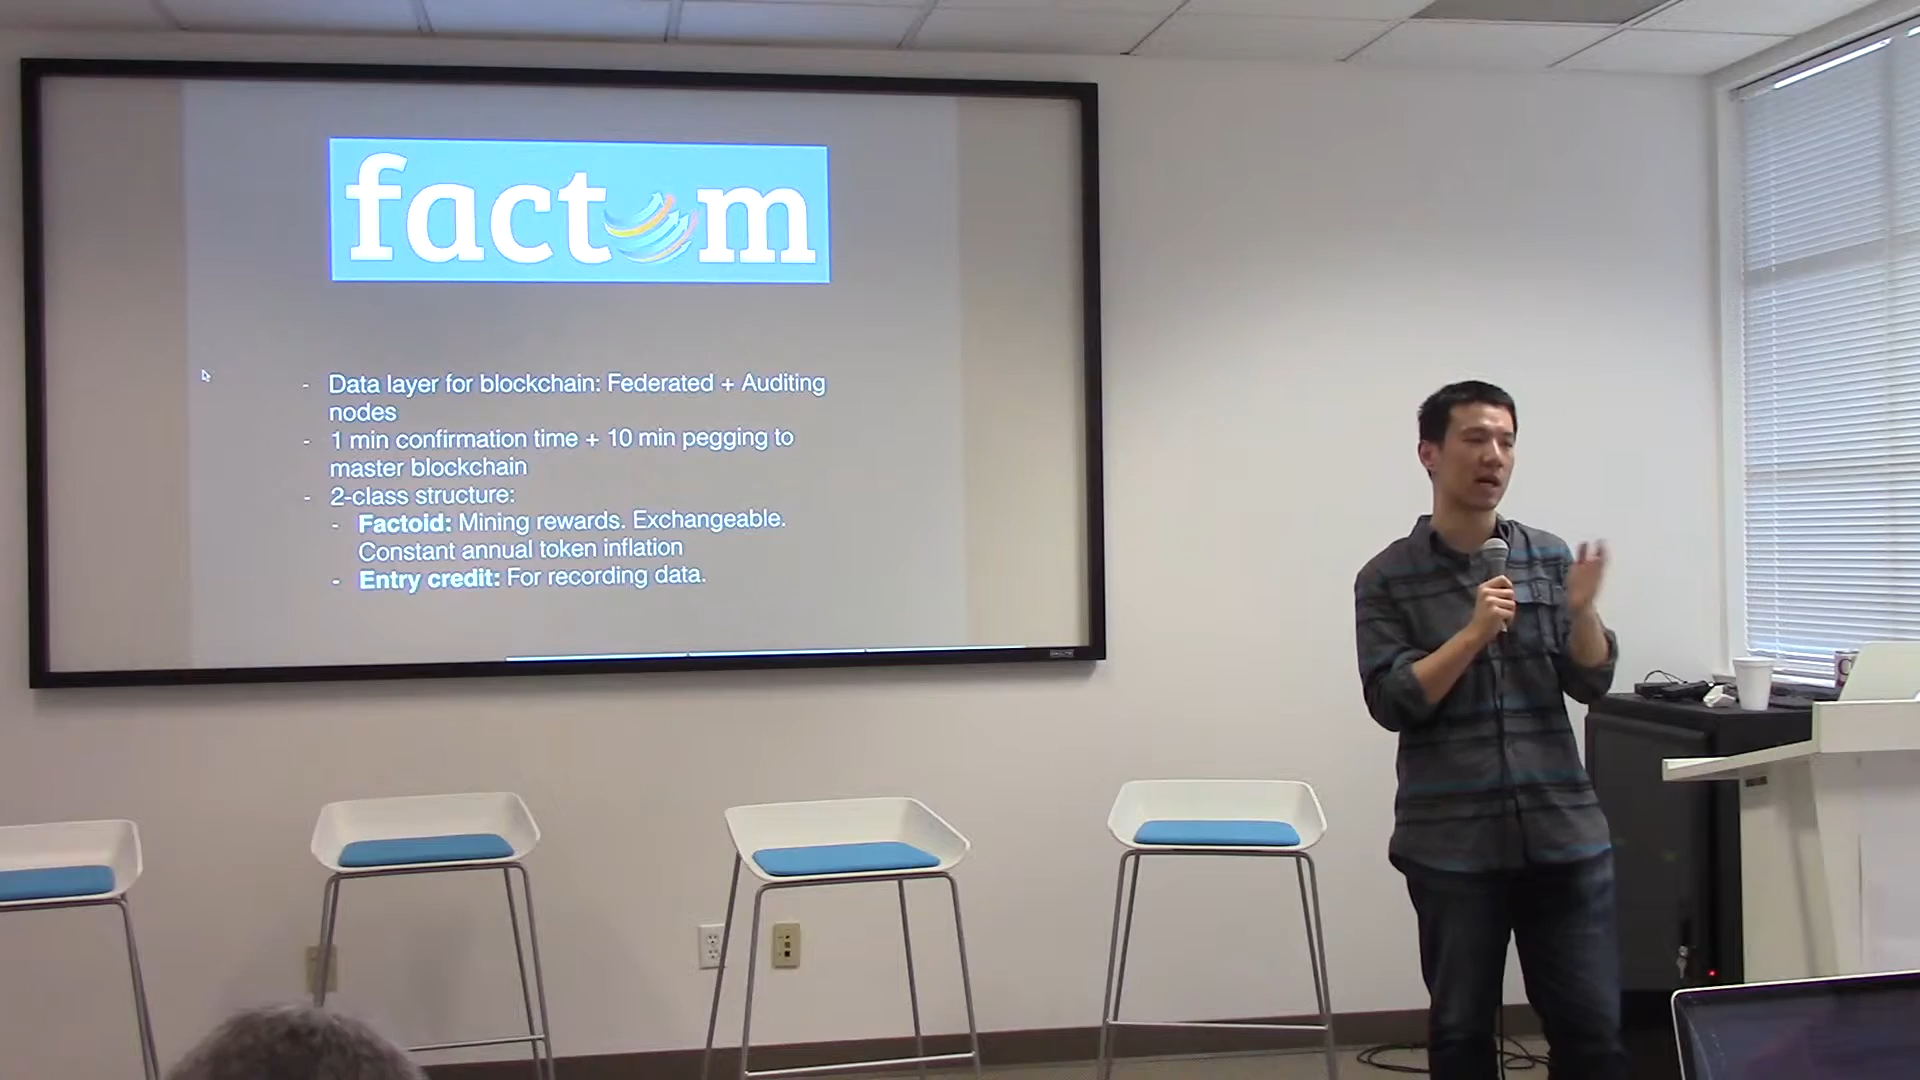 factom
- Data layer for blockchain: Federated + Auditing
nodes
- 1 min confirmation time + 10 min pegging to
master blockchain
- 2-class structure:
- Factoid: Mining rewards. Exchangeable.
Constant annual token inflation
- Entry credit: For recording data.